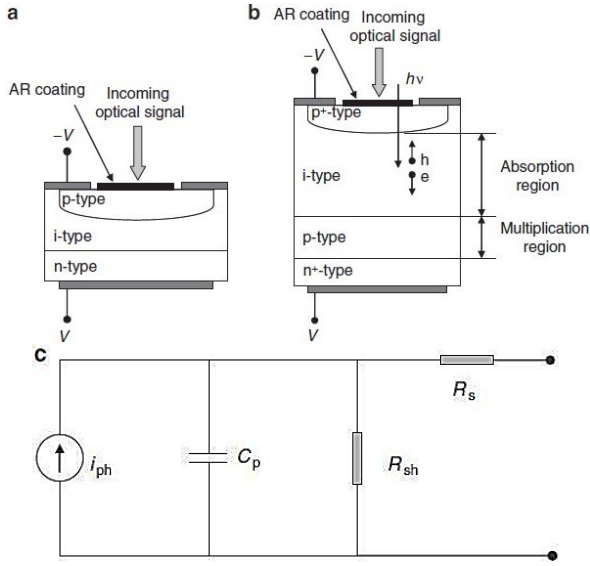 a
AR coating
Incoming
optical signal
−V
p-type
i-type
n-type
V
b
AR coating
Incoming
optical signal
−V
hν
p+-type
i-type
h
e
Absorption
region
p-type
Multiplication
region
n+-type
V
c
iph
Cp
Rsh
Rs